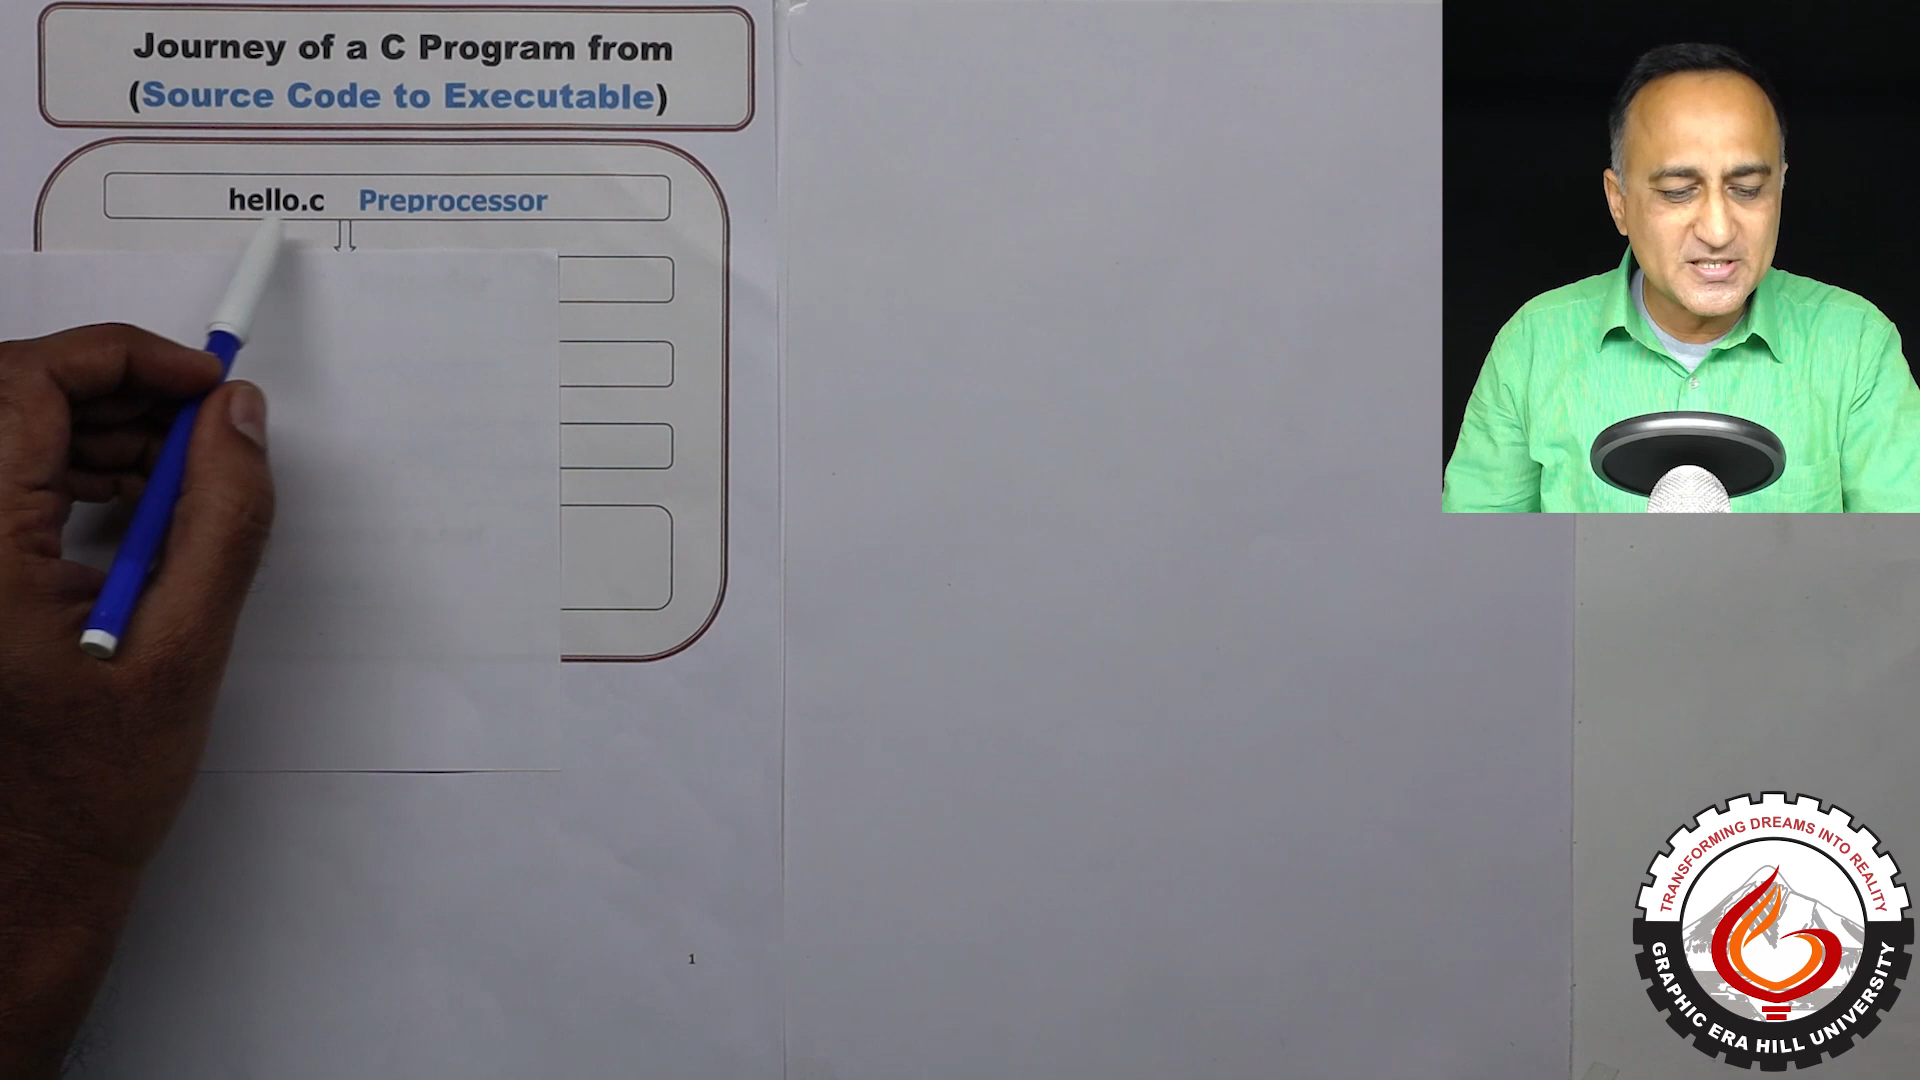 Journey of a C Program from
(Source Code to Executable)
hello.c Preprocessor
1
TRANSFORMING DREAMS INTO REALITY
GRAPHIC ERA HILL UNIVERSITY